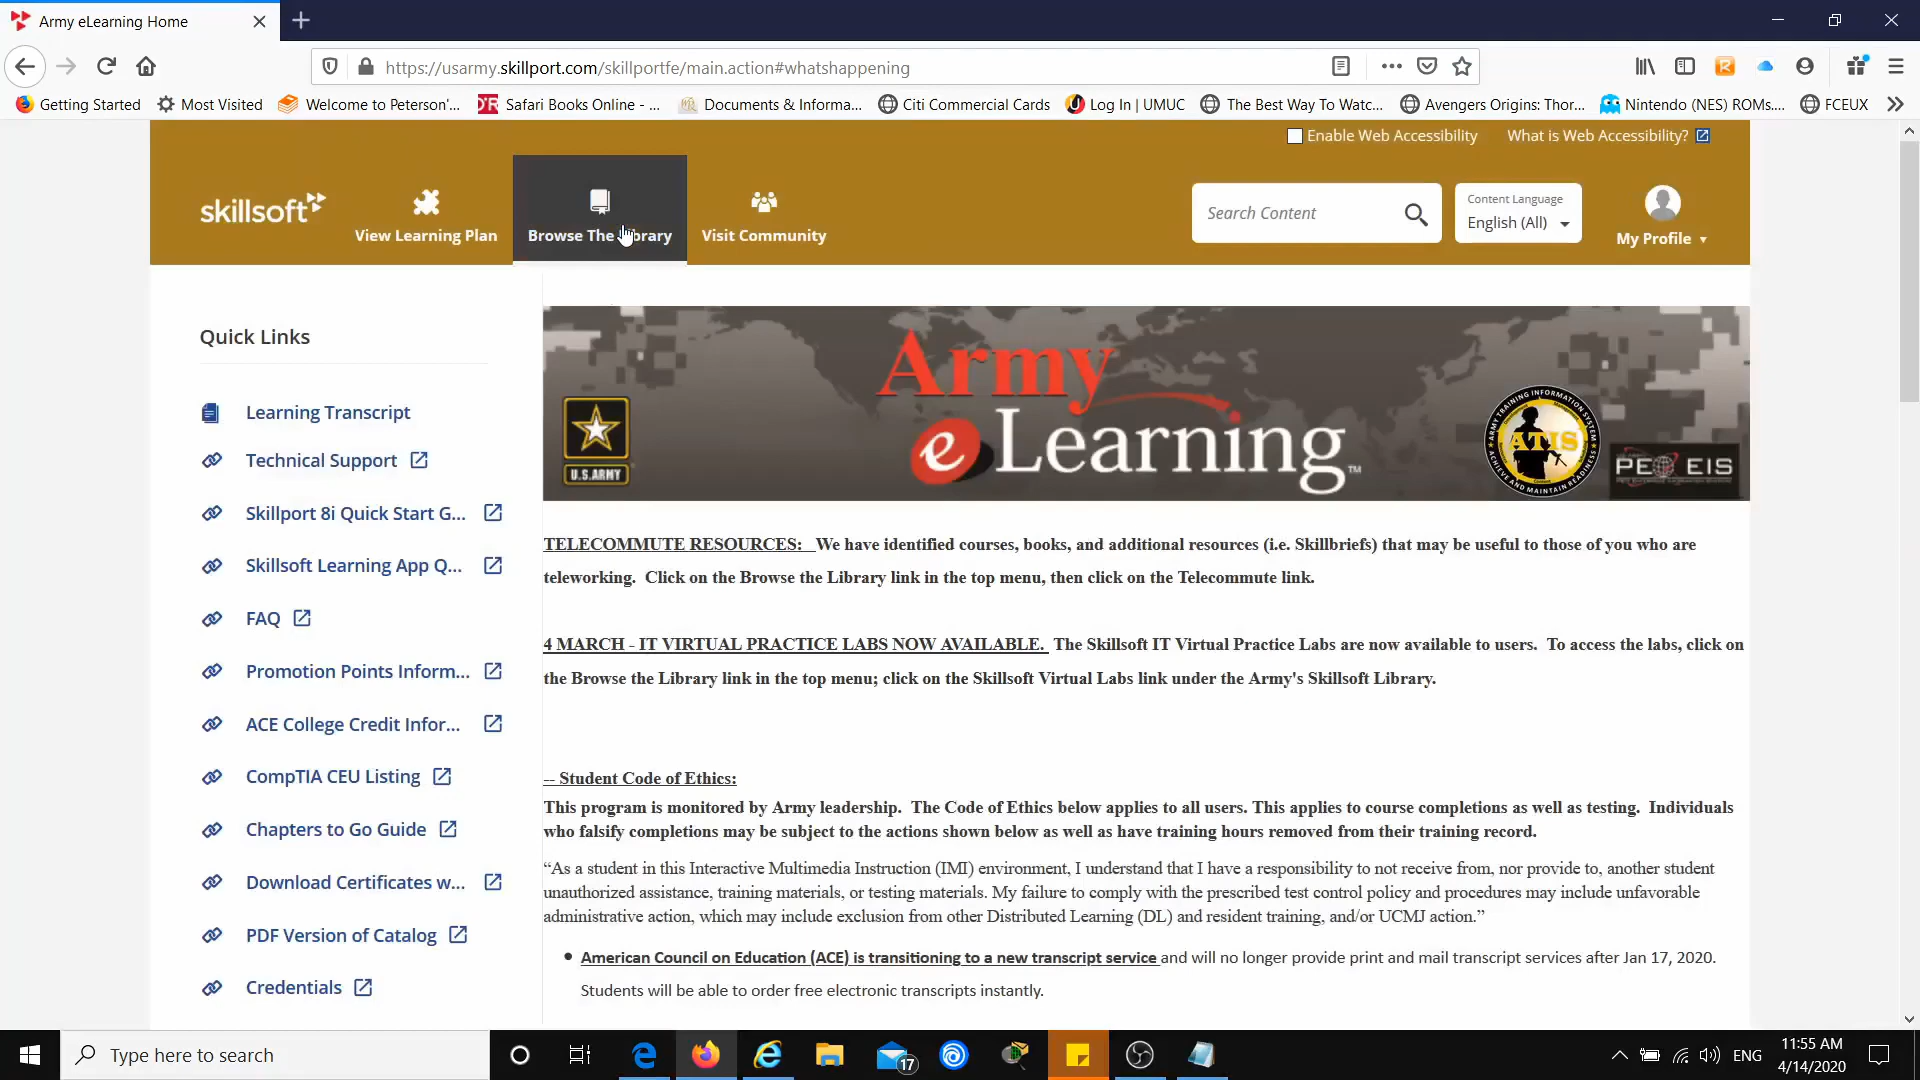 Army eLearning Home
https://usarmy.skillport.com/skillportfe/main.action#whatshappening
Getting Started
Most Visited
Welcome to Peterson'...
Safari Books Online - ...
Documents & Informa...
Citi Commercial Cards
Log In | UMUC
The Best Way To Watc...
Avengers Origins: Thor...
Nintendo (NES) ROMs....
FCEUX
Enable Web Accessibility
What is Web Accessibility?
skillsoft
View Learning Plan
Browse The Library
Visit Community
Search Content
Content Language
English (All)
My Profile
Quick Links
Learning Transcript
Technical Support
Skillport 8i Quick Start G...
Skillsoft Learning App Q...
FAQ
Promotion Points Inform...
ACE College Credit Infor...
CompTIA CEU Listing
Chapters to Go Guide
Download Certificates w...
PDF Version of Catalog
Credentials
Army
e Learning™
U.S.ARMY
ARMY TRAINING INFORMATION SYSTEM
ATIS
ACHIEVE AND MAINTAIN READINESS
PEO EIS
TELECOMMUTE RESOURCES: We have identified courses, books, and additional resources (i.e. Skillbriefs) that may be useful to those of you who are
teleworking. Click on the Browse the Library link in the top menu, then click on the Telecommute link.
4 MARCH - IT VIRTUAL PRACTICE LABS NOW AVAILABLE. The Skillsoft IT Virtual Practice Labs are now available to users. To access the labs, click on
the Browse the Library link in the top menu; click on the Skillsoft Virtual Labs link under the Army's Skillsoft Library.
-- Student Code of Ethics:
This program is monitored by Army leadership. The Code of Ethics below applies to all users. This applies to course completions as well as testing. Individuals
who falsify completions may be subject to the actions shown below as well as have training hours removed from their training record.
“As a student in this Interactive Multimedia Instruction (IMI) environment, I understand that I have a responsibility to not receive from, nor provide to, another student
unauthorized assistance, training materials, or testing materials. My failure to comply with the prescribed test control policy and procedures may include unfavorable
administrative action, which may include exclusion from other Distributed Learning (DL) and resident training, and/or UCMJ action.”
• American Council on Education (ACE) is transitioning to a new transcript service and will no longer provide print and mail transcript services after Jan 17, 2020.
Students will be able to order free electronic transcripts instantly.
Type here to search
17
ENG
11:55 AM
4/14/2020